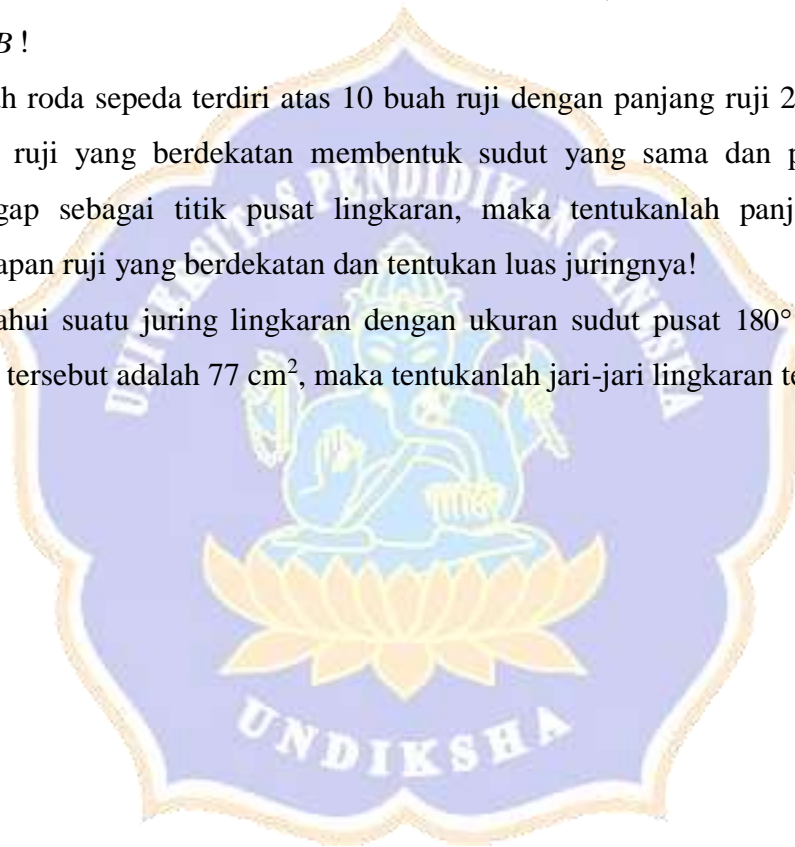 B !
h roda sepeda terdiri atas 10 buah ruji dengan panjang ruji 2
ruji yang berdekatan membentuk sudut yang sama dan p
gap sebagai titik pusat lingkaran, maka tentukanlah panj
apan ruji yang berdekatan dan tentukan luas juringnya!
ahui suatu juring lingkaran dengan ukuran sudut pusat 180°
tersebut adalah 77 cm², maka tentukanlah jari-jari lingkaran te
UNIVERSITAS PENDIDIKAN GANESHA
UNDIKSHA